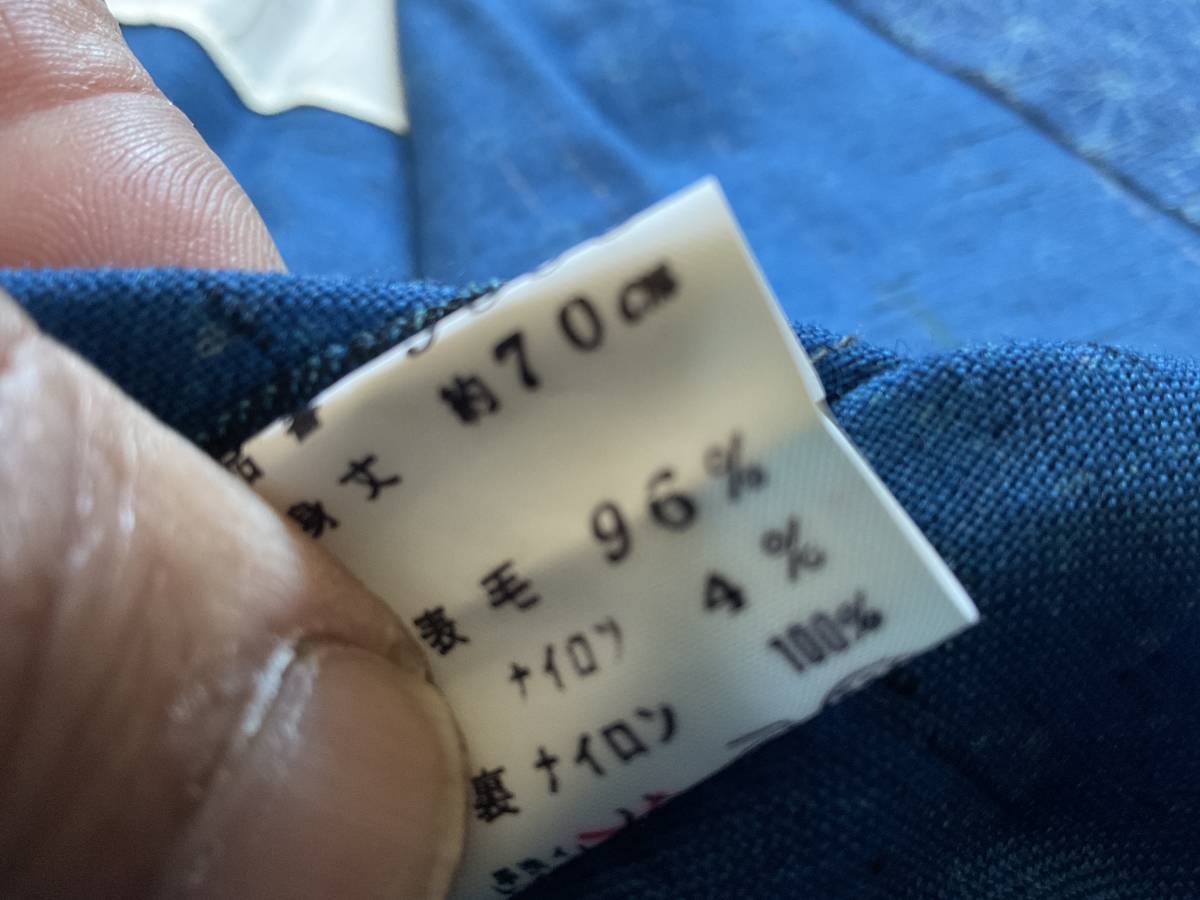 身丈 約70cm
表 毛 96%
ナイロン 4%
裏 ナイロン 100%